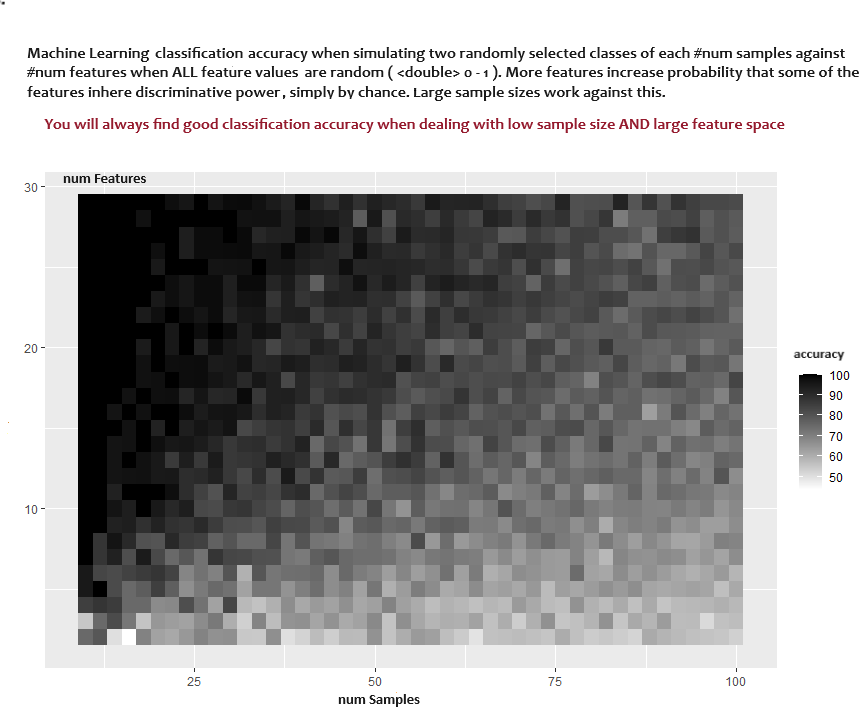 Machine Learning classification accuracy when simulating two randomly selected classes of each #num samples against
#num features when ALL feature values are random ( <double> 0 - 1 ). More features increase probability that some of the
features inhere discriminative power, simply by chance. Large sample sizes work against this.
You will always find good classification accuracy when dealing with low sample size AND large feature space
num Features
30
20
10
25
50
75
100
num Samples
accuracy
100
90
80
70
60
50